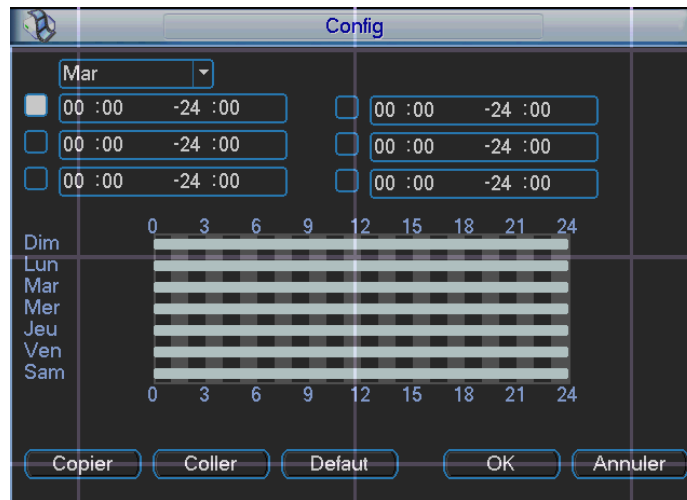 Config
Mar
00 :00 -24 :00 00 :00 -24 :00
00 :00 -24 :00 00 :00 -24 :00
00 :00 -24 :00 00 :00 -24 :00
0 3 6 9 12 15 18 21 24
Dim
Lun
Mar
Mer
Jeu
Ven
Sam
0 3 6 9 12 15 18 21 24
Copier Coller Defaut OK Annuler